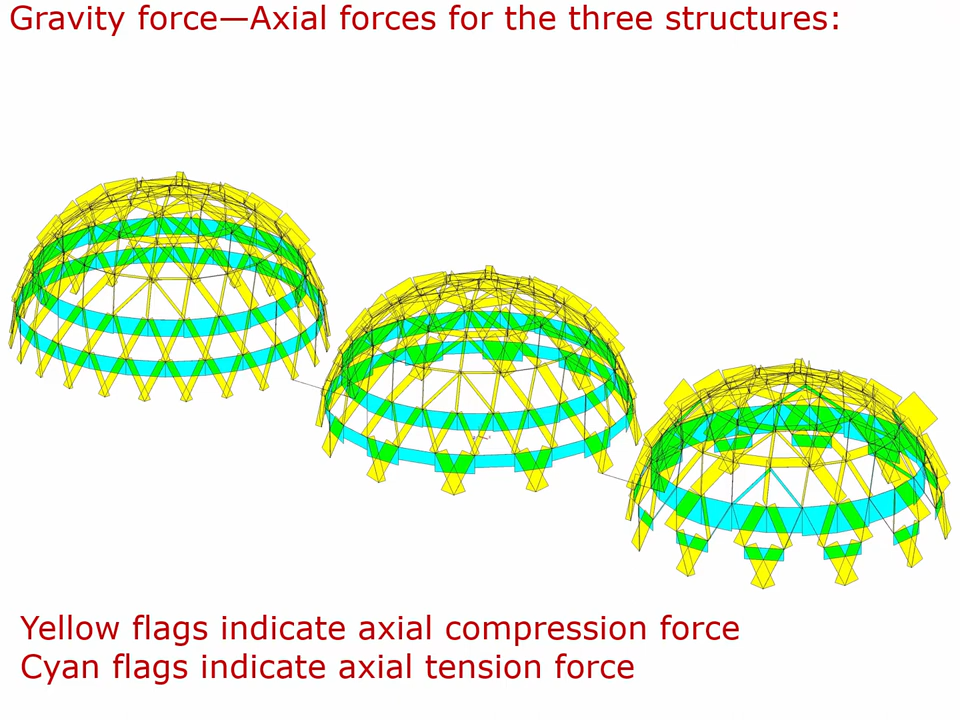 Gravity force—Axial forces for the three structures:
Yellow flags indicate axial compression force
Cyan flags indicate axial tension force